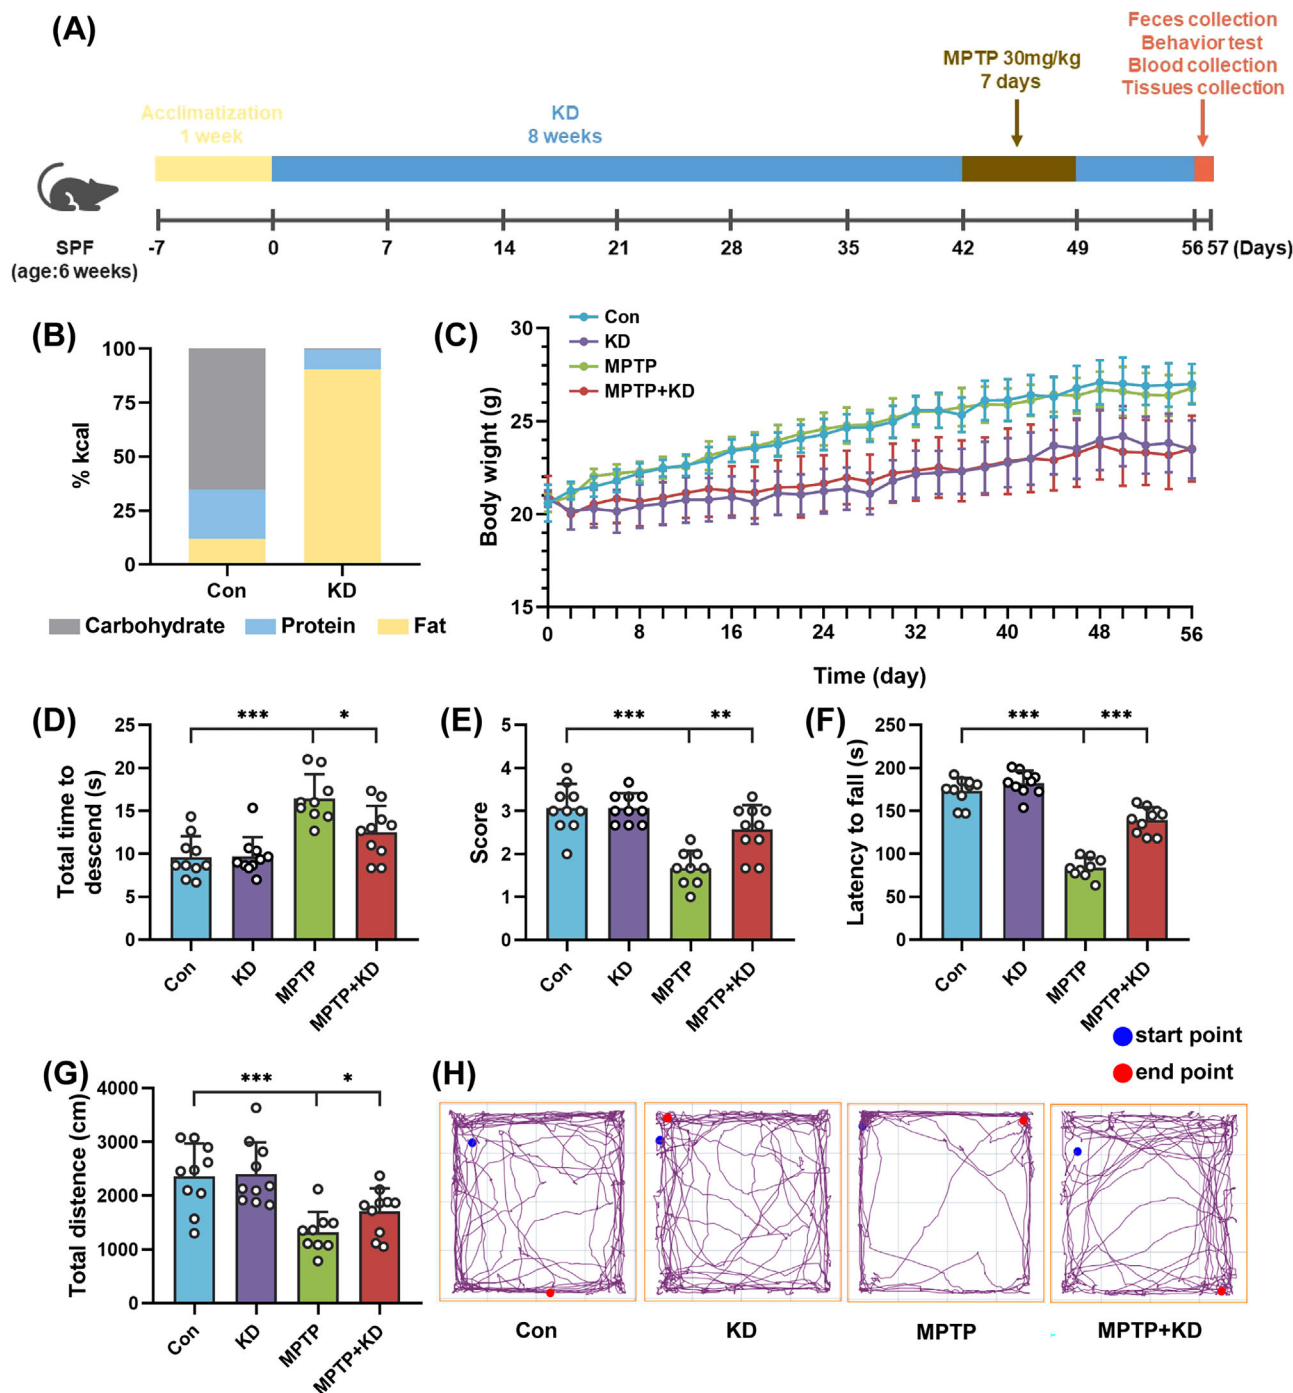 (A)
Feces collection
Behavior test
Blood collection
Tissues collection
MPTP 30mg/kg
7 days
Acclimatization
1 week
KD
8 weeks
SPF
(age:6 weeks)
-7 0 7 14 21 28 35 42 49 56 57 (Days)
(B)
100
75
50
25
0
% kcal
Con KD
Carbohydrate Protein Fat
(C)
Con
KD
MPTP
MPTP+KD
30
25
20
15
Body wight (g)
0 8 16 24 32 40 48 56
Time (day)
(D)
*** *
25
20
15
10
5
0
Total time to
descend (s)
Con KD MPTP MPTP+KD
(E)
*** **
5
4
3
2
1
0
Score
Con KD MPTP MPTP+KD
(F)
*** ***
250
200
150
100
50
0
Latency to fall (s)
Con KD MPTP MPTP+KD
(G)
*** *
4000
3000
2000
1000
0
Total distence (cm)
Con KD MPTP MPTP+KD
(H)
start point
end point
Con KD MPTP MPTP+KD